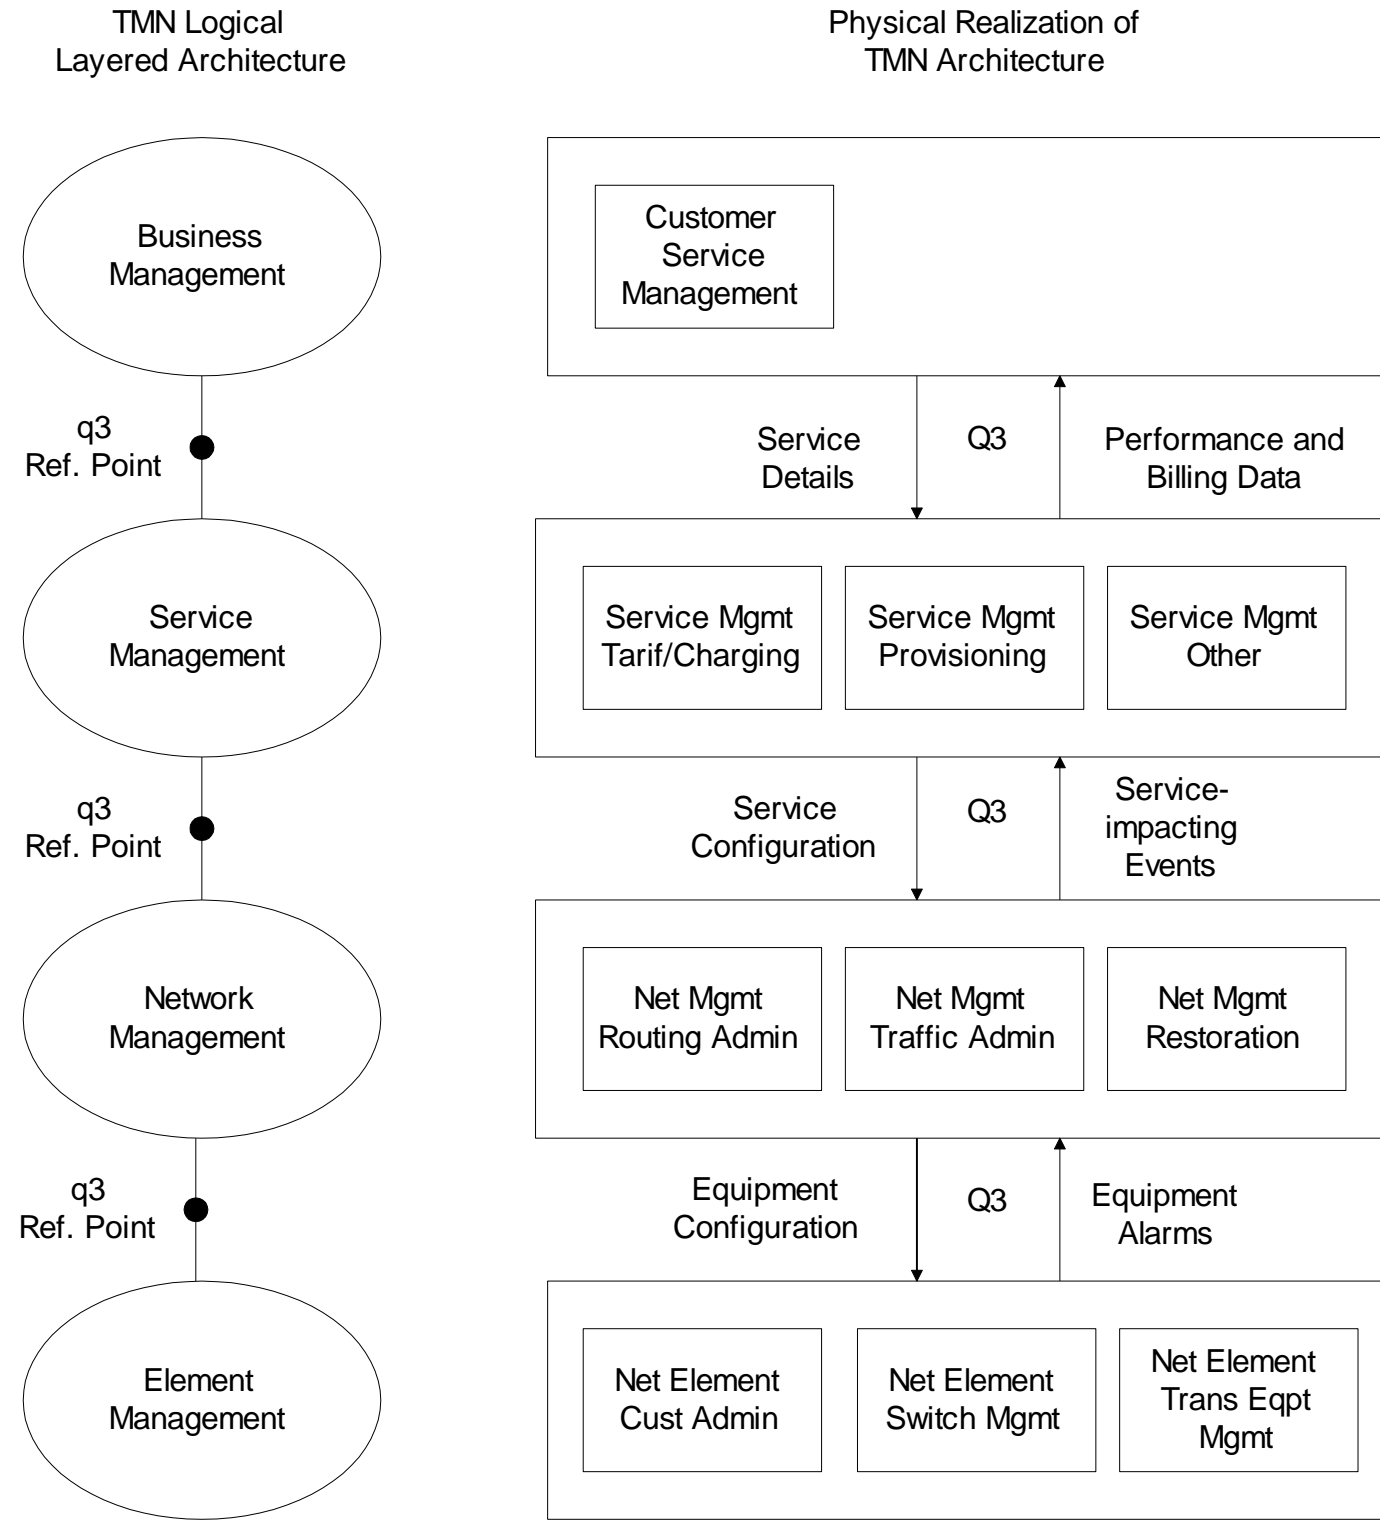 TMN Logical
Layered Architecture
Physical Realization of
TMN Architecture
Business
Management
Customer
Service
Management
q3
Ref. Point
Service
Details
Q3
Performance and
Billing Data
Service
Management
Service Mgmt
Tarif/Charging
Service Mgmt
Provisioning
Service Mgmt
Other
q3
Ref. Point
Service
Configuration
Q3
Service-
impacting
Events
Network
Management
Net Mgmt
Routing Admin
Net Mgmt
Traffic Admin
Net Mgmt
Restoration
q3
Ref. Point
Equipment
Configuration
Q3
Equipment
Alarms
Element
Management
Net Element
Cust Admin
Net Element
Switch Mgmt
Net Element
Trans Eqpt
Mgmt